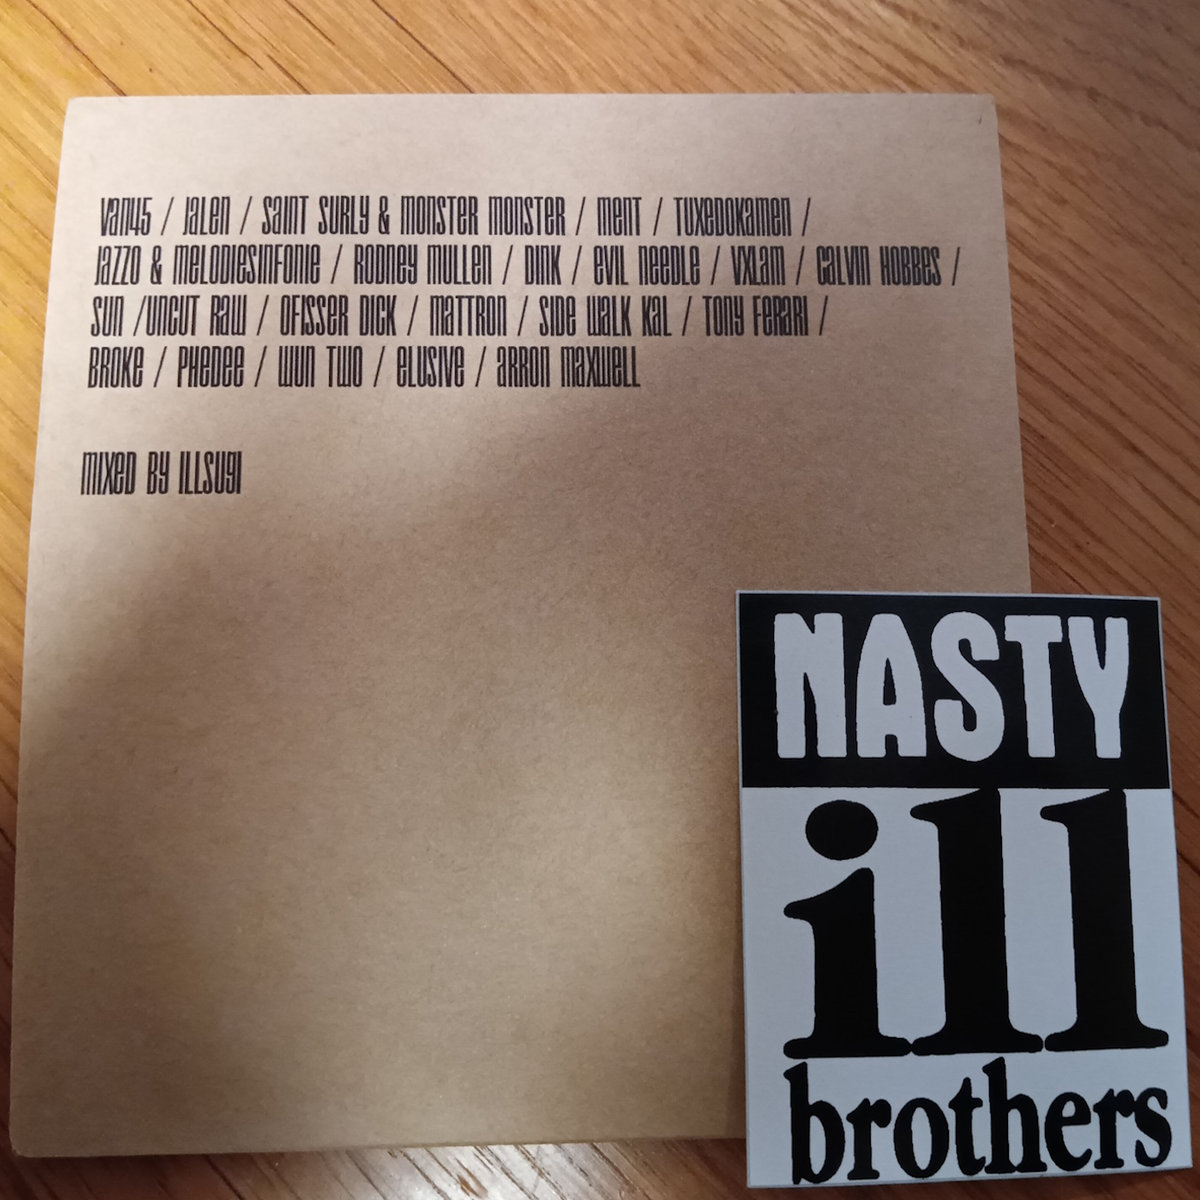 VAN45 / JALEN / SAINT SURLY & MONSTER MONSTER / MENT / TUXEDOKAMEN /
JAZZO & MELODIESINFONIE / RODNEY MULLEN / DINK / EVIL NEEDLE / VXLAM / CALVIN HOBBES /
SUN /UNCUT RAW / OFISSER DICK / MATTRON / SIDE WALK KAL / TONY FERARI /
BROKE / PHEDEE / WUN TWO / ELUSIVE / ARRON MAXWELL
MIXED BY ILLSUGI
NASTY
ill
brothers